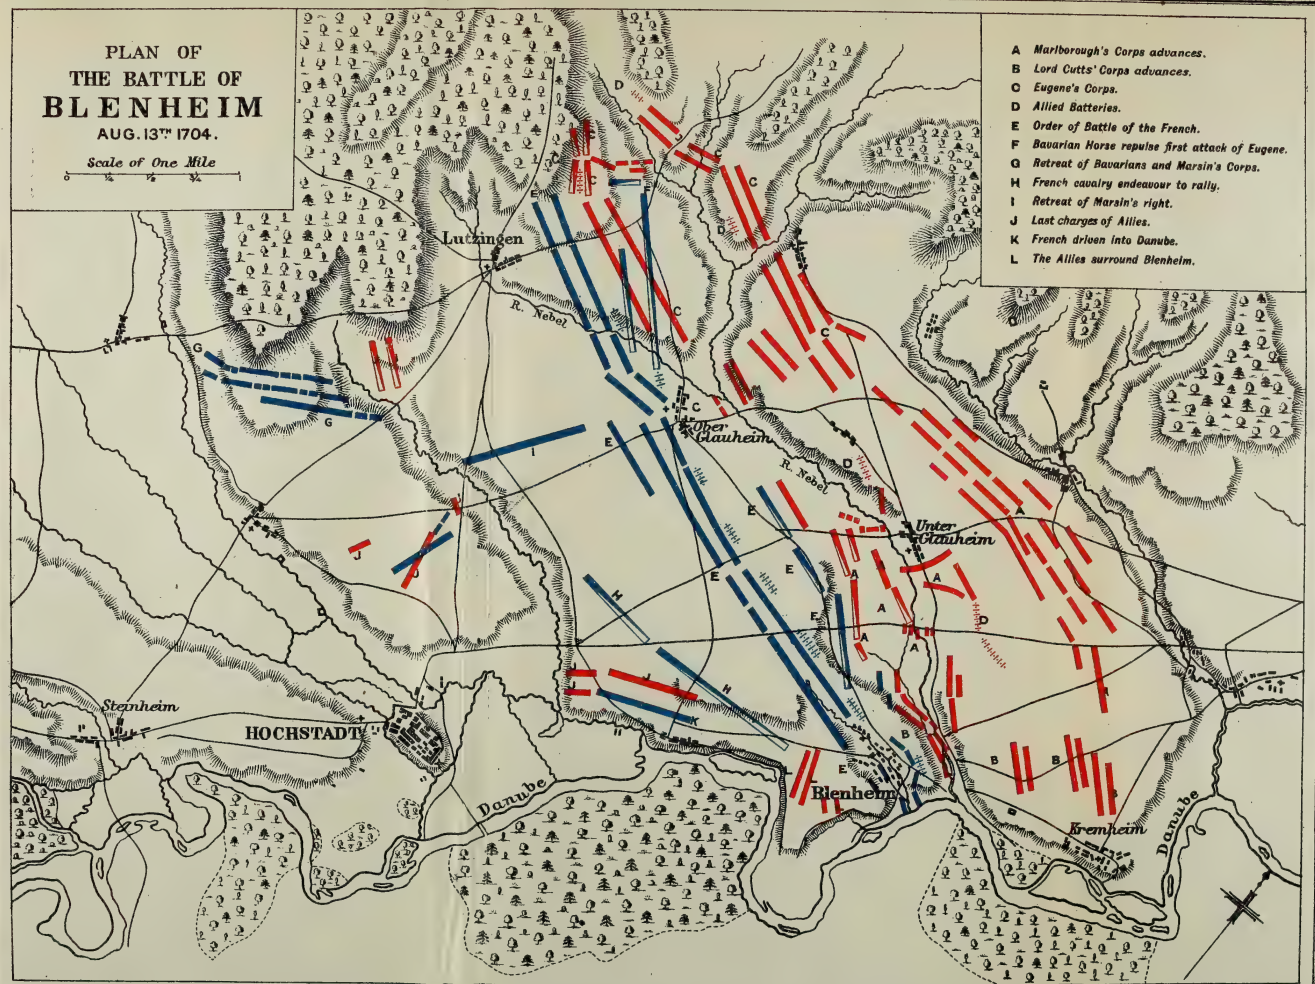 PLAN OF
THE BATTLE OF
BLENHEIM
AUG. 13TH 1704.
Scale of One Mile
0 ¼ ½ ¾
A Marlborough's Corps advances.
B Lord Cutts' Corps advances.
C Eugene's Corps.
D Allied Batteries.
E Order of Battle of the French.
F Bavarian Horse repulse first attack of Eugene.
G Retreat of Bavarians and Marsin's Corps.
H French cavalry endeavour to rally.
I Retreat of Marsin's right.
J Last charges of Allies.
K French driven into Danube.
L The Allies surround Blenheim.
D
C
C
C
E
F
C
D
Lutzingen
R. Nebel
C
C
G
G
C
Ober
Glauheim
E
I
R. Nebel
D
E
A
Unter
Glauheim
J
J
E
E
A
A
H
A
F
D
A
A
J
J
H
K
Steinheim
HOCHSTADT
B
B
B
E
L
L
Blenheim
B
Danube
Kremheim
Danube